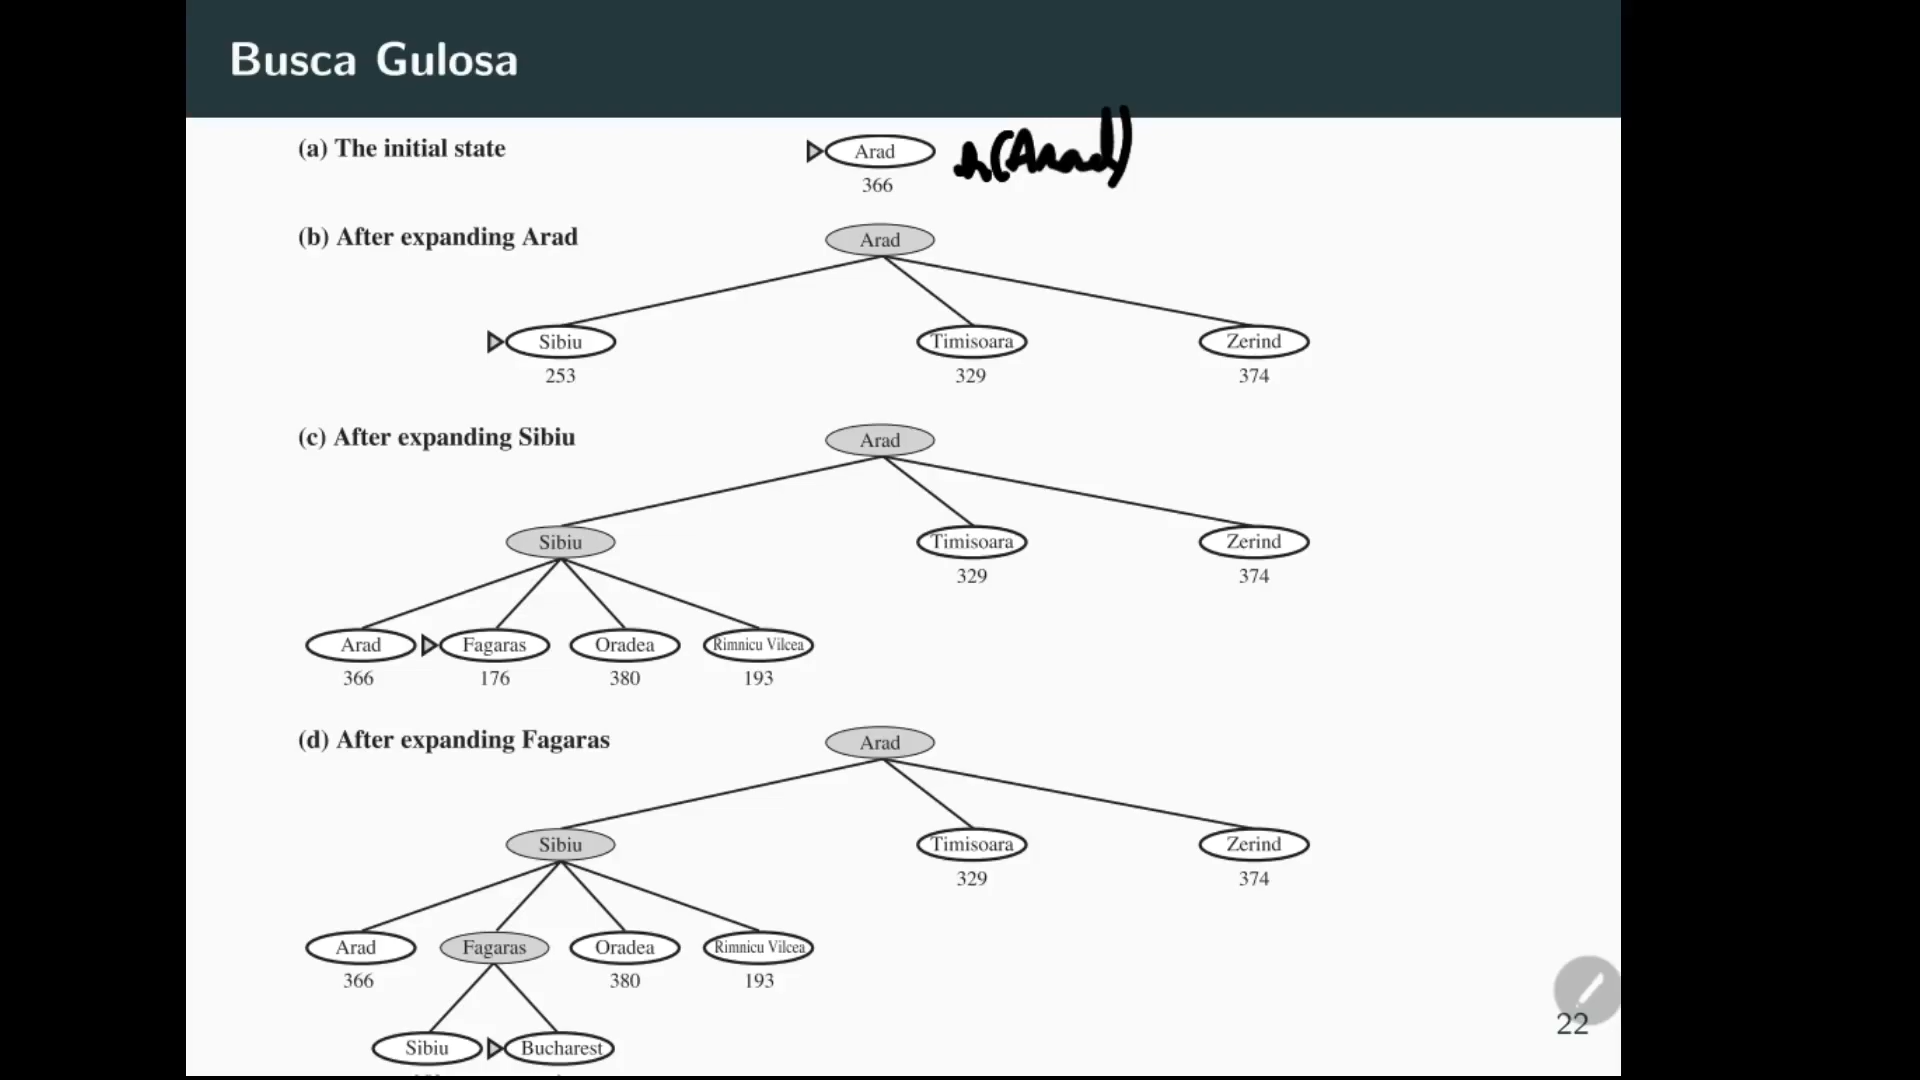 Busca Gulosa
(a) The initial state
Arad
h(Arad)
366
(b) After expanding Arad
Arad
Sibiu Timisoara Zerind
253 329 374
(c) After expanding Sibiu
Arad
Sibiu Timisoara Zerind
329 374
Arad Fagaras Oradea Rimnicu Vilcea
366 176 380 193
(d) After expanding Fagaras
Arad
Sibiu Timisoara Zerind
329 374
Arad Fagaras Oradea Rimnicu Vilcea
366 380 193
Sibiu Bucharest
22